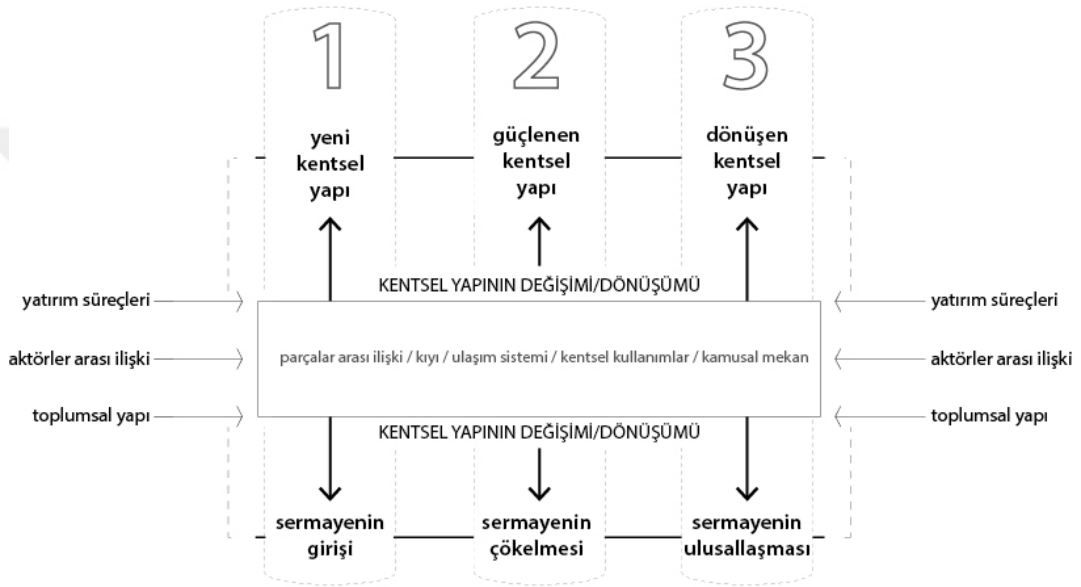 1
2
3
yeni
kentsel
yapı
güçlenen
kentsel
yapı
dönüşen
kentsel
yapı
KENTSEL YAPININ DEĞİŞİMİ/DÖNÜŞÜMÜ
yatırım süreçleri
aktörler arası ilişki
toplumsal yapı
parçalar arası ilişki / kıyı / ulaşım sistemi / kentsel kullanımlar / kamusal mekan
yatırım süreçleri
aktörler arası ilişki
toplumsal yapı
KENTSEL YAPININ DEĞİŞİMİ/DÖNÜŞÜMÜ
sermayenin
girişi
sermayenin
çökelmesi
sermayenin
ulusallaşması